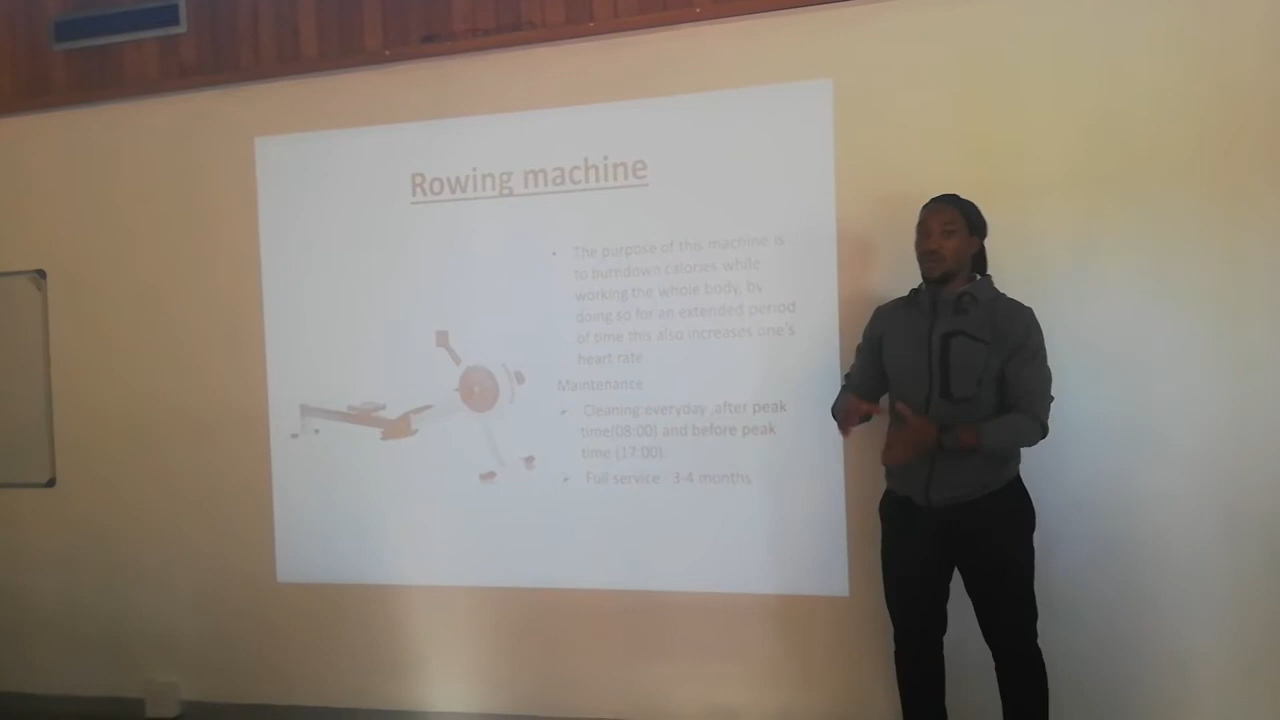 Rowing machine
• The purpose of this machine is
to burndown calories while
working the whole body, by
doing so for an extended period
of time this also increases one's
heart rate
Maintenance
➢ Cleaning:everyday ,after peak
time(08:00) and before peak
time (17:00)
➢ Full service : 3-4 months